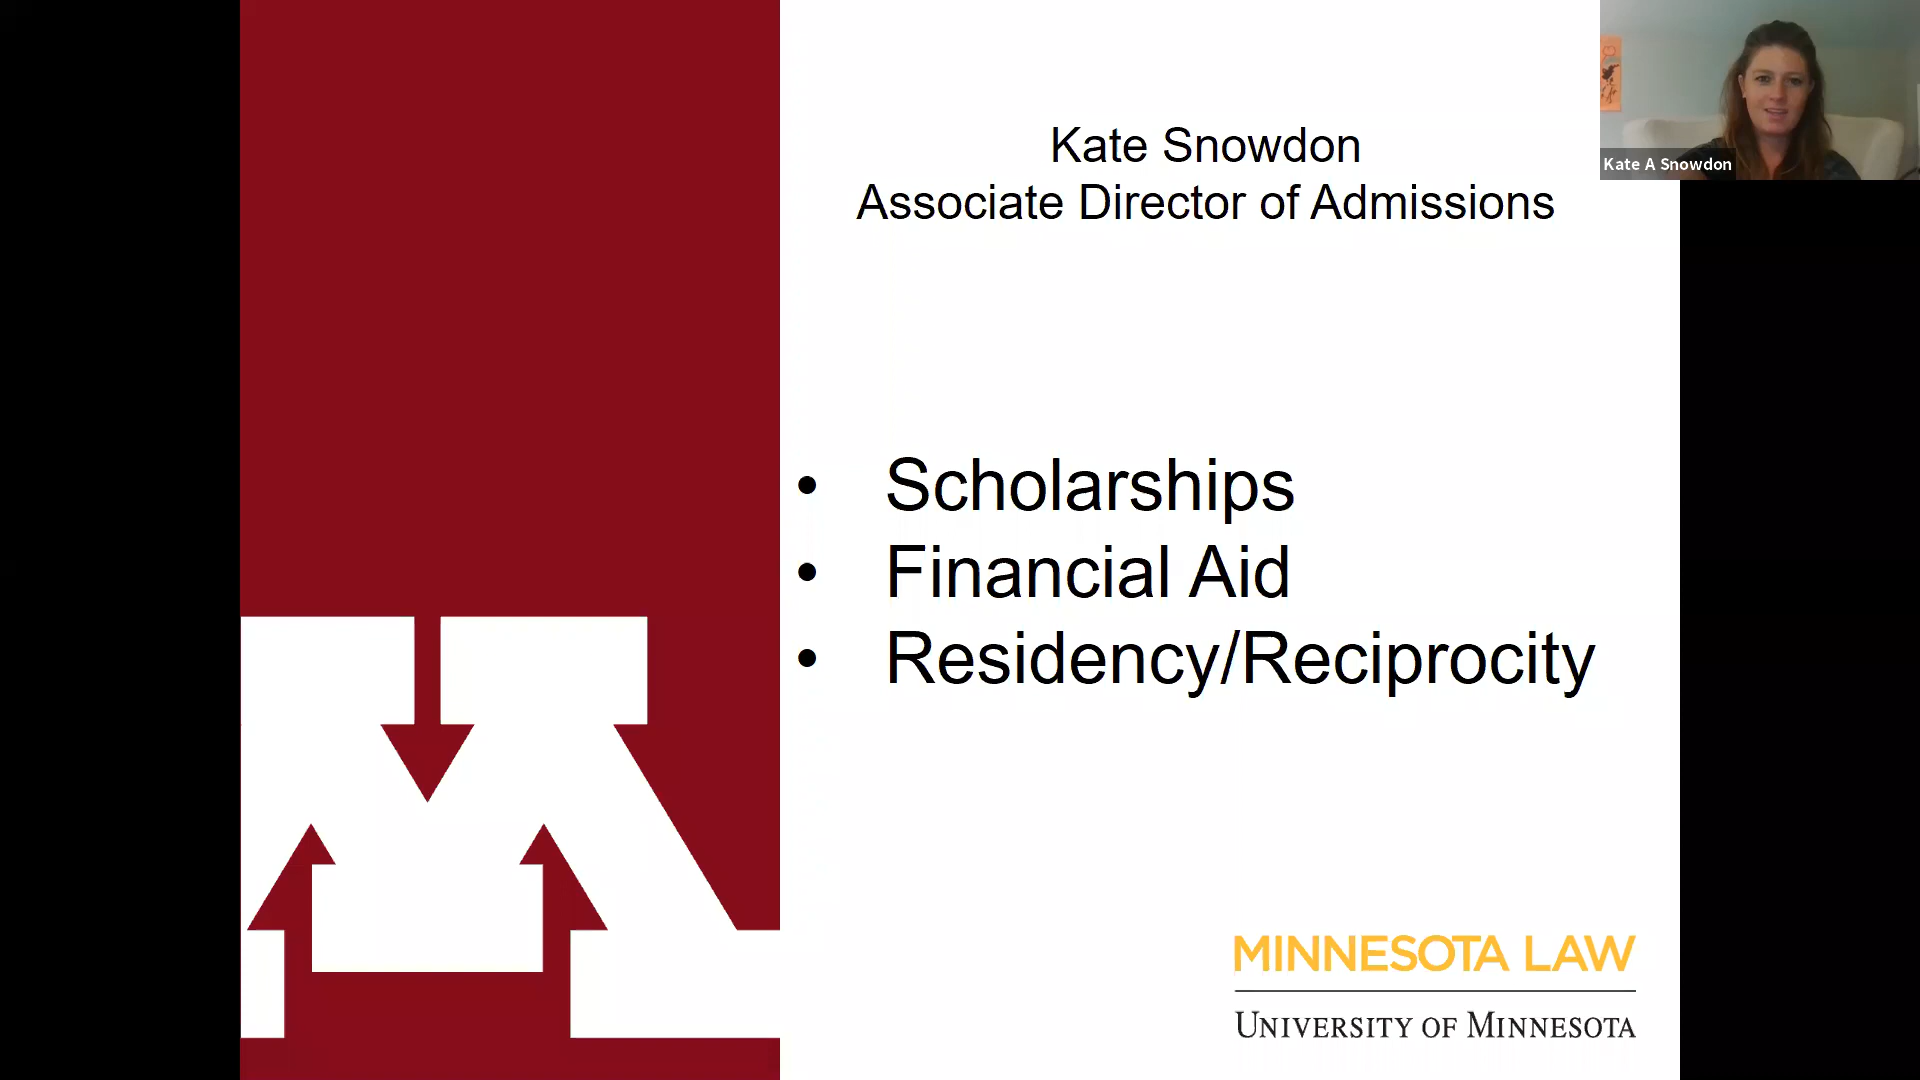 Kate Snowdon
Associate Director of Admissions
Kate A Snowdon
• Scholarships
• Financial Aid
• Residency/Reciprocity
MINNESOTA LAW
UNIVERSITY OF MINNESOTA